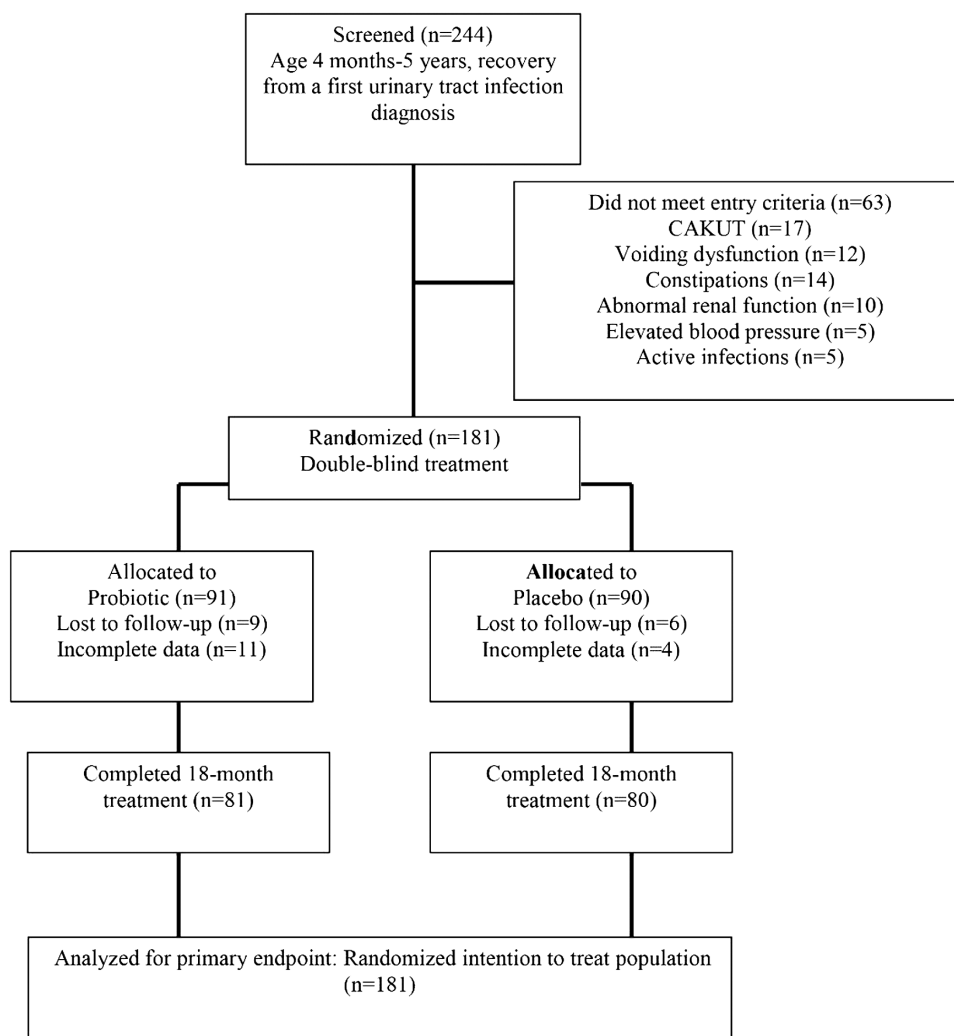 Screened (n=244)
Age 4 months-5 years, recovery
from a first urinary tract infection
diagnosis
Did not meet entry criteria (n=63)
CAKUT (n=17)
Voiding dysfunction (n=12)
Constipations (n=14)
Abnormal renal function (n=10)
Elevated blood pressure (n=5)
Active infections (n=5)
Randomized (n=181)
Double-blind treatment
Allocated to
Probiotic (n=91)
Lost to follow-up (n=9)
Incomplete data (n=11)
Allocated to
Placebo (n=90)
Lost to follow-up (n=6)
Incomplete data (n=4)
Completed 18-month
treatment (n=81)
Completed 18-month
treatment (n=80)
Analyzed for primary endpoint: Randomized intention to treat population
(n=181)